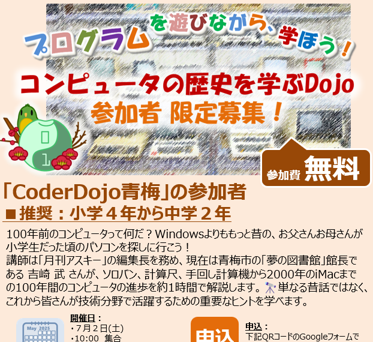 プログラムを遊びながら、学ぼう！
コンピュータの歴史を学ぶDojo
参加者 限定募集！
参加費 無料
「CoderDojo青梅」の参加者
■推奨：小学４年から中学２年
100年前のコンピュータって何だ？Windowsよりももっと昔の、お父さんお母さんが
小学生だった頃のパソコンを探しに行こう！
講師は「月刊アスキー」の編集長を務め、現在は青梅市の「夢の図書館」館長で
ある 吉崎 武 さんが、ソロバン、計算尺、手回し計算機から2000年のiMacまで
の100年間のコンピュータの進歩を約1時間で解説します。単なる昔話ではなく、
これから皆さんが技術分野で活躍するための重要なヒントを学べます。
開催日：
・７月２日(土)
・10:00 集合
申込
申込：
下記QRコードのGoogleフォームで